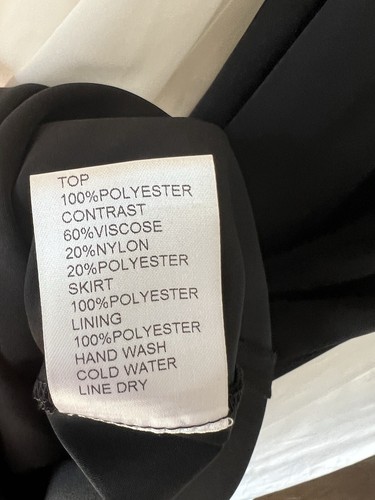 TOP
100%POLYESTER
CONTRAST
60%VISCOSE
20%NYLON
20%POLYESTER
SKIRT
100%POLYESTER
LINING
100%POLYESTER
HAND WASH
COLD WATER
LINE DRY